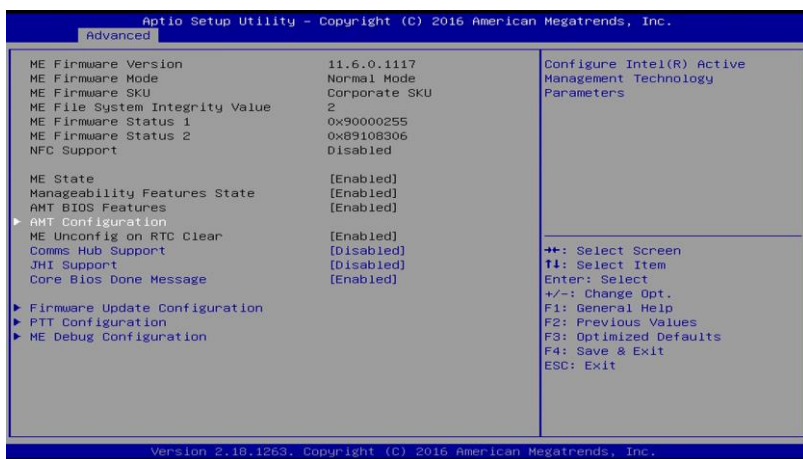 Aptio Setup Utility – Copyright (C) 2016 American Megatrends, Inc.
Advanced
ME Firmware Version 11.6.0.1117
ME Firmware Mode Normal Mode
ME Firmware SKU Corporate SKU
ME File System Integrity Value 2
ME Firmware Status 1 0x90000255
ME Firmware Status 2 0x89108306
NFC Support Disabled
ME State [Enabled]
Manageability Features State [Enabled]
AMT BIOS Features [Enabled]
AMT Configuration
ME Unconfig on RTC Clear [Enabled]
Comms Hub Support [Disabled]
JHI Support [Disabled]
Core Bios Done Message [Enabled]
Firmware Update Configuration
PTT Configuration
ME Debug Configuration
Configure Intel(R) Active
Management Technology
Parameters
→←: Select Screen
↑↓: Select Item
Enter: Select
+/-: Change Opt.
F1: General Help
F2: Previous Values
F3: Optimized Defaults
F4: Save & Exit
ESC: Exit
Version 2.18.1263. Copyright (C) 2016 American Megatrends, Inc.